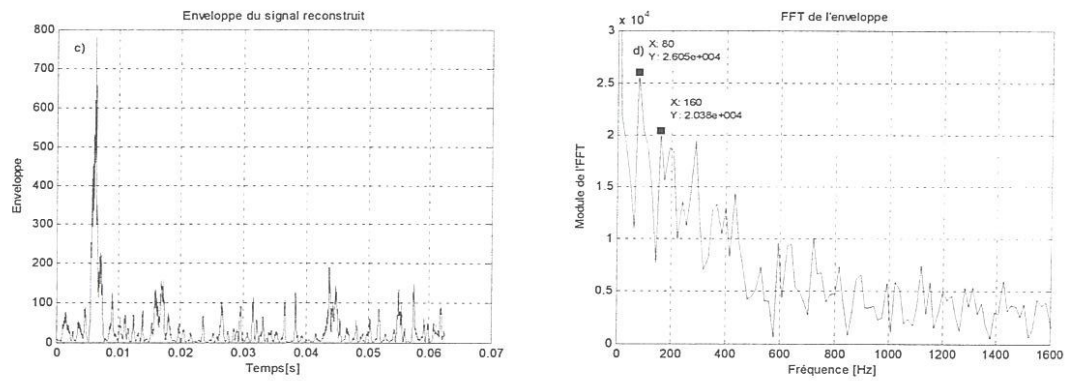 Enveloppe du signal reconstruit
c)
800
700
600
500
400
300
200
100
0
Enveloppe
0 0.01 0.02 0.03 0.04 0.05 0.06 0.07
Temps[s]
FFT de l'enveloppe
x 10^4
d)
X: 80
Y: 2.605e+004
X: 160
Y: 2.038e+004
3
2.5
2
1.5
1
0.5
0
Module de l'FFT
0 200 400 600 800 1000 1200 1400 1600
Fréquence [Hz]